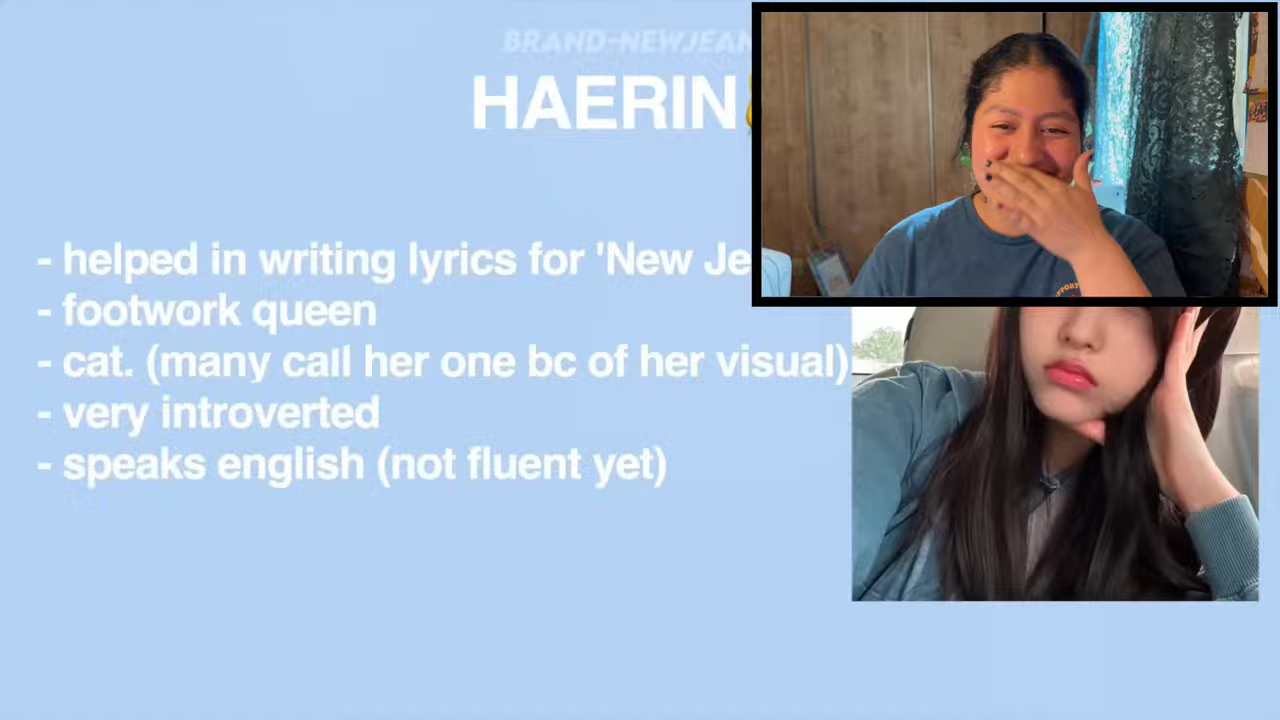 BRAND-NEWJEAN
HAERIN
- helped in writing lyrics for 'New Je
- footwork queen
- cat. (many call her one bc of her visual)
- very introverted
- speaks english (not fluent yet)